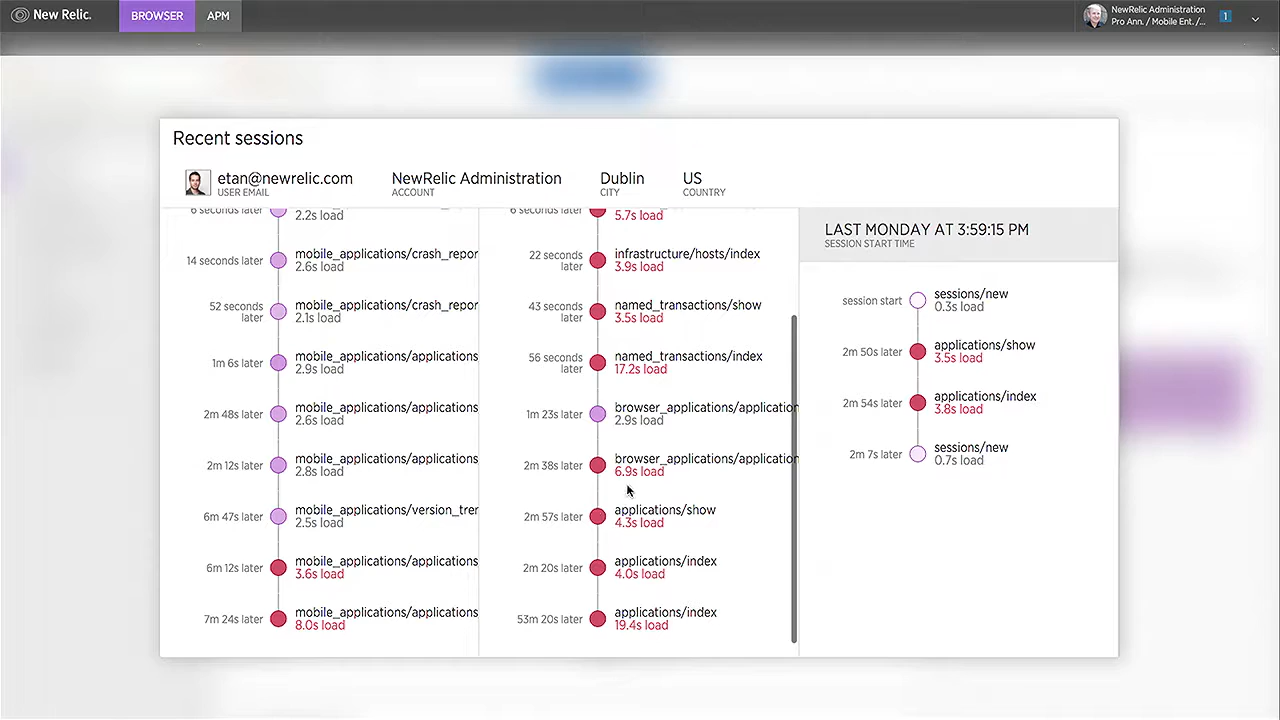 New Relic.
BROWSER
APM
NewRelic Administration
Pro Ann. / Mobile Ent. /...
1
Recent sessions
etan@newrelic.com
USER EMAIL
NewRelic Administration
ACCOUNT
Dublin
CITY
US
COUNTRY
6 seconds later
2.2s load
14 seconds later
mobile_applications/crash_repor
2.6s load
52 seconds
later
mobile_applications/crash_repor
2.1s load
1m 6s later
mobile_applications/applications
2.9s load
2m 48s later
mobile_applications/applications
2.6s load
2m 12s later
mobile_applications/applications
2.8s load
6m 47s later
mobile_applications/version_trer
2.5s load
6m 12s later
mobile_applications/applications
3.6s load
7m 24s later
mobile_applications/applications
8.0s load
6 seconds later
5.7s load
22 seconds
later
infrastructure/hosts/index
3.9s load
43 seconds
later
named_transactions/show
3.5s load
56 seconds
later
named_transactions/index
17.2s load
1m 23s later
browser_applications/application
2.9s load
2m 38s later
browser_applications/application
6.9s load
2m 57s later
applications/show
4.3s load
2m 20s later
applications/index
4.0s load
53m 20s later
applications/index
19.4s load
LAST MONDAY AT 3:59:15 PM
SESSION START TIME
session start
sessions/new
0.3s load
2m 50s later
applications/show
3.5s load
2m 54s later
applications/index
3.8s load
2m 7s later
sessions/new
0.7s load